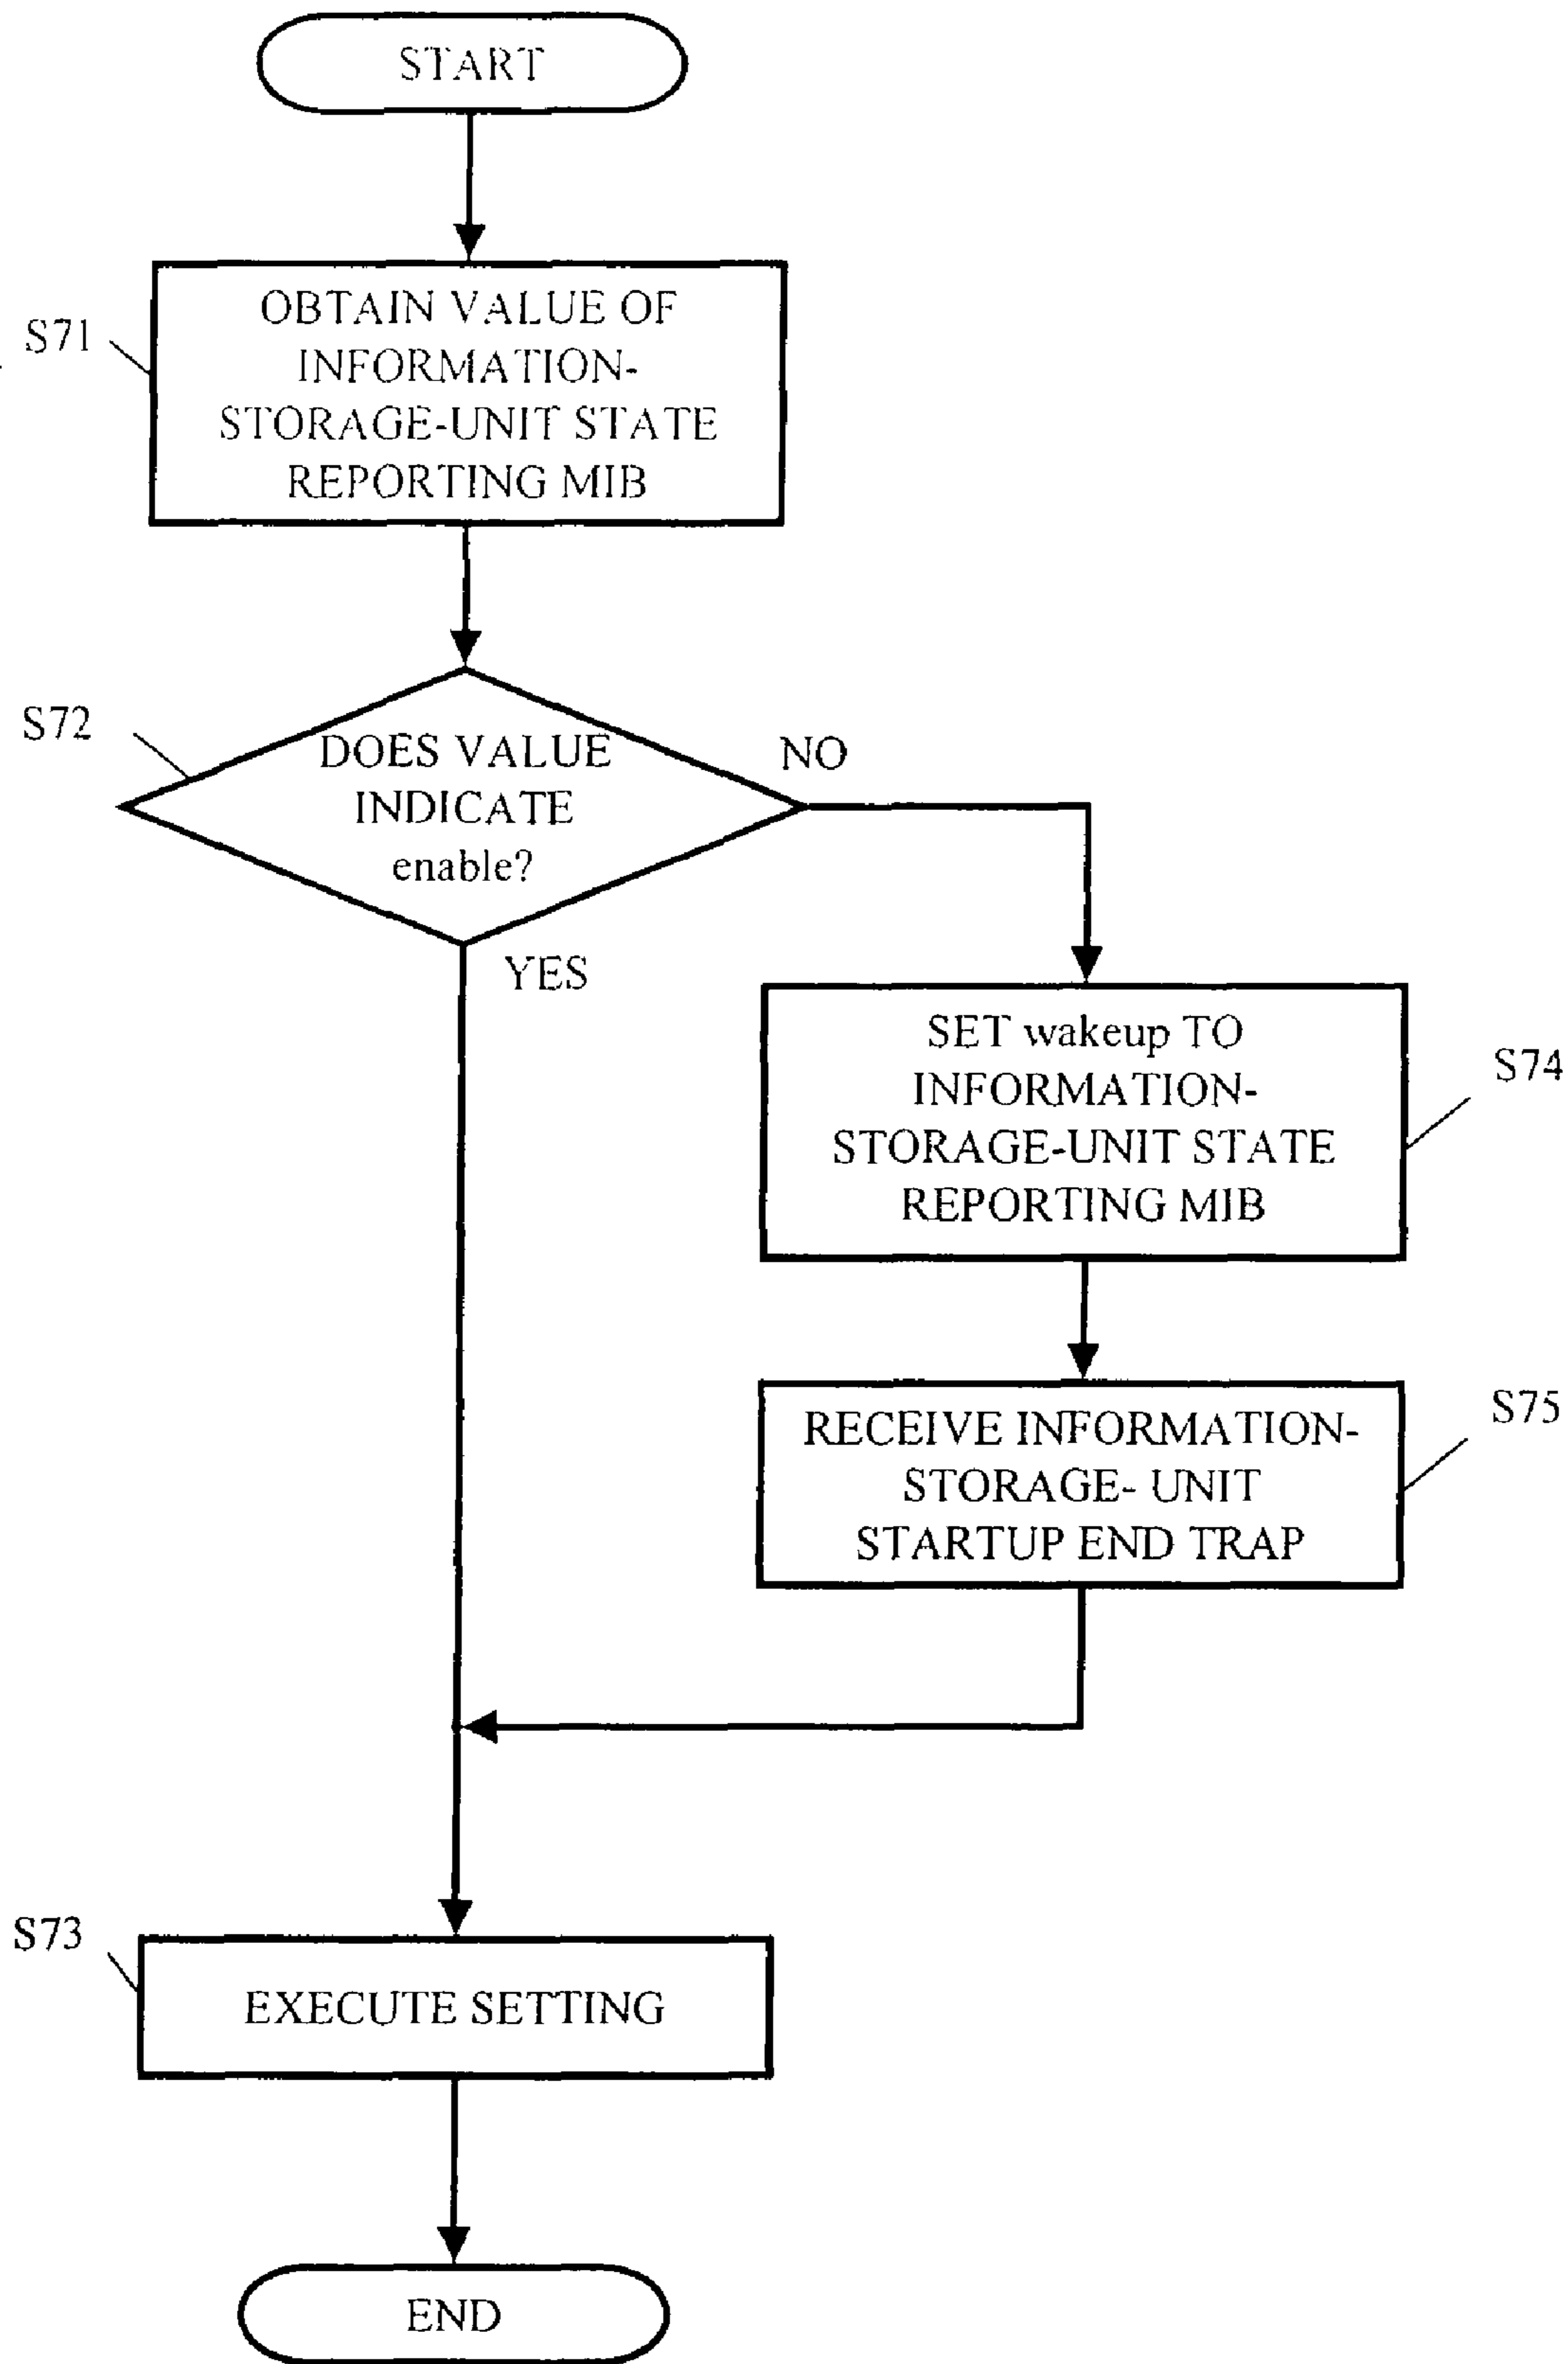 START
S71
OBTAIN VALUE OF
INFORMATION-
STORAGE-UNIT STATE
REPORTING MIB
S72
DOES VALUE
INDICATE
enable?
NO
YES
SET wakeup TO
INFORMATION-
STORAGE-UNIT STATE
REPORTING MIB
S74
RECEIVE INFORMATION-
STORAGE- UNIT
STARTUP END TRAP
S75
S73
EXECUTE SETTING
END